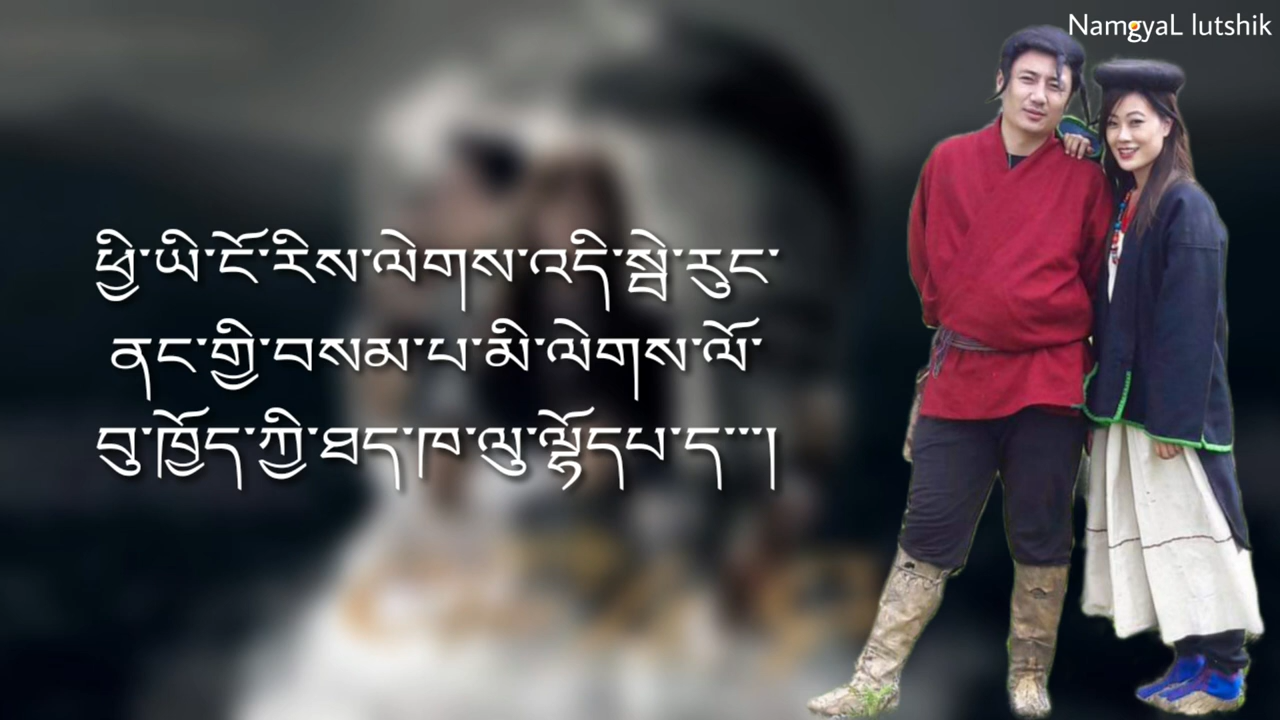 NamgyaL lutshik
ཕྱི་ཡི་ངོ་རིས་ལེགས་འདི་སྦེ་རུང་
ནང་གྱི་བསམ་པ་མི་ལེགས་ལོ་
བུ་ཁྱོད་ཀྱི་ཐད་ཁ་ལུ་ལྷོདཔ་ད་་་།